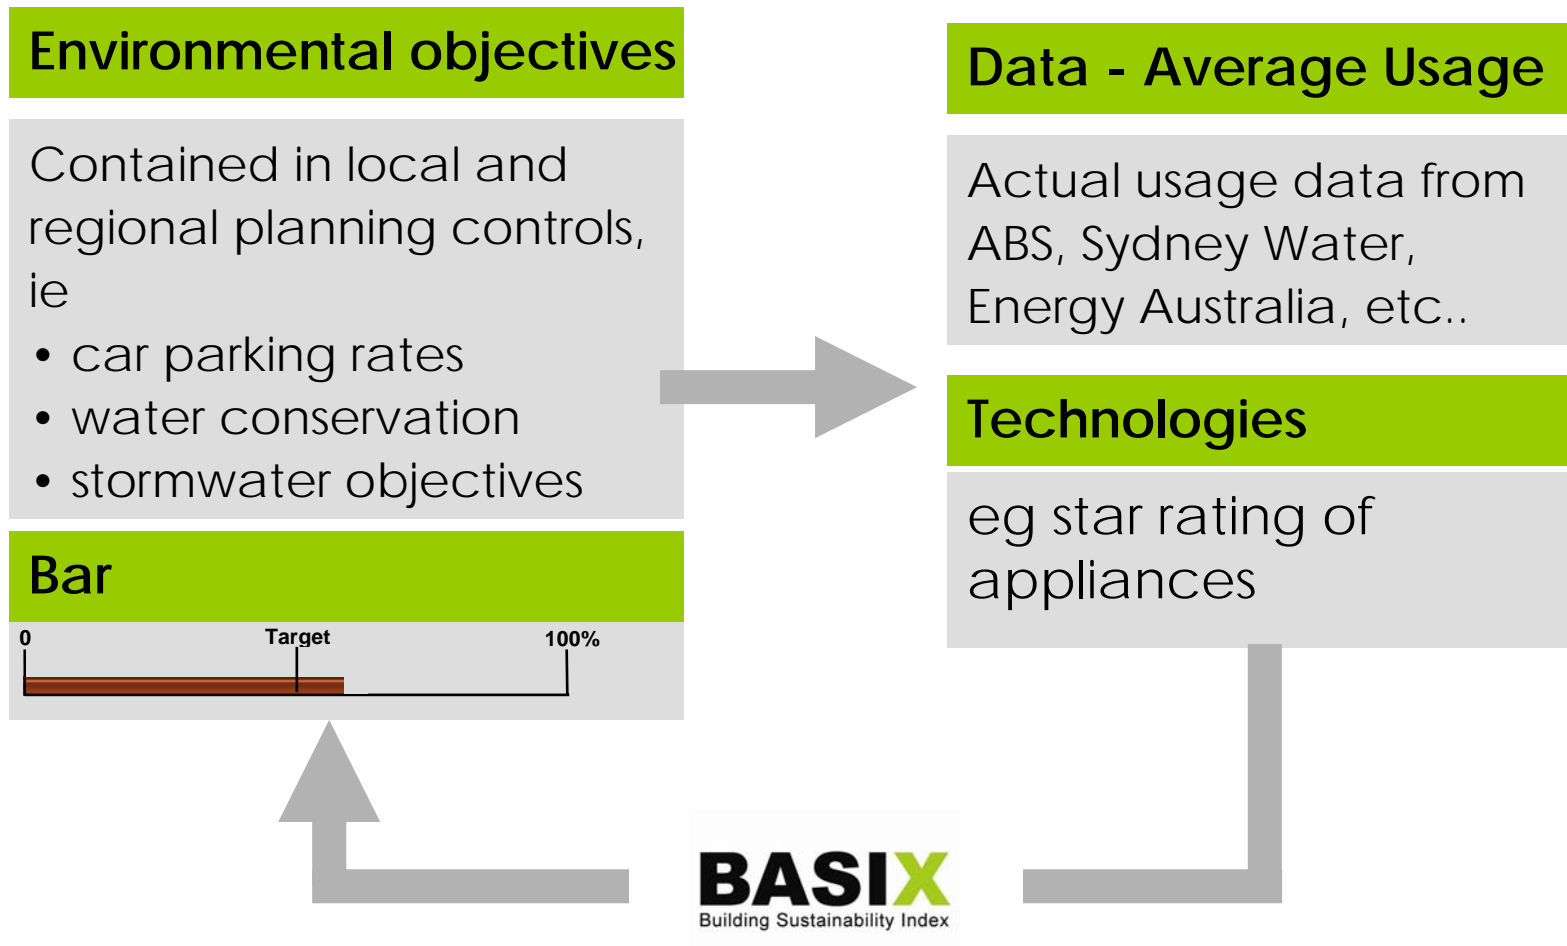 Environmental objectives
Contained in local and
regional planning controls,
ie
• car parking rates
• water conservation
• stormwater objectives
Bar
0 Target 100%
Data - Average Usage
Actual usage data from
ABS, Sydney Water,
Energy Australia, etc..
Technologies
eg star rating of
appliances
BASIX
Building Sustainability Index